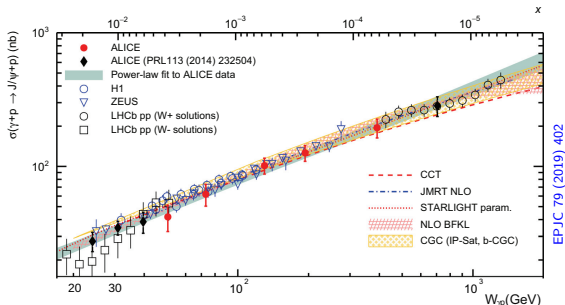 10⁻² 10⁻³ 10⁻⁴ 10⁻⁵ x
σ(γ+p → J/ψ+p) (nb)
10³
10²
ALICE
ALICE (PRL113 (2014) 232504)
Power-law fit to ALICE data
H1
ZEUS
LHCb pp (W+ solutions)
LHCb pp (W- solutions)
CCT
JMRT NLO
STARLIGHT param.
NLO BFKL
CGC (IP-Sat, b-CGC)
20 30 10² 10³ W_γp(GeV)
EPJC 79 (2019) 402